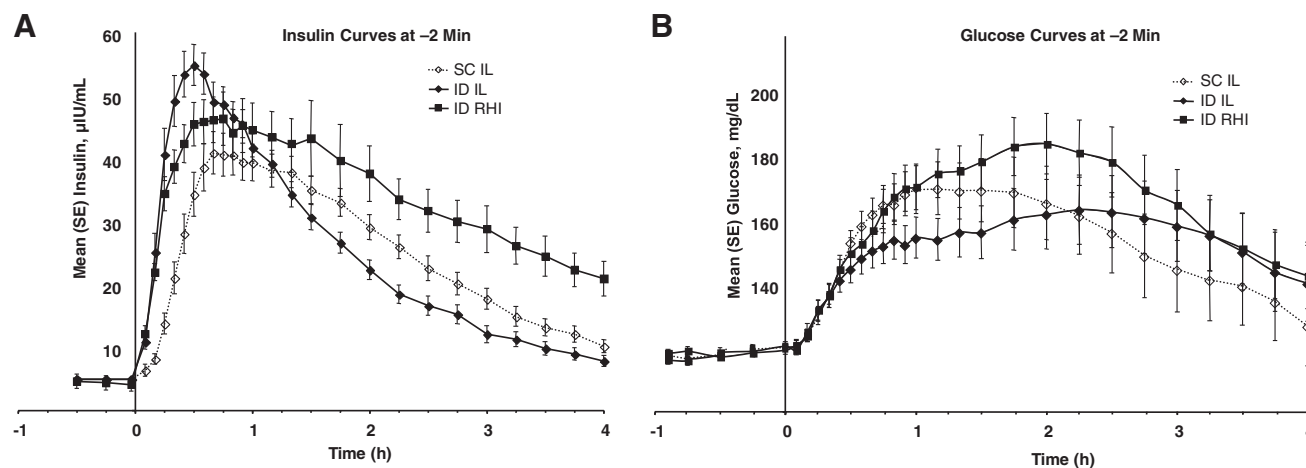 A
Insulin Curves at –2 Min
SC IL
ID IL
ID RHI
Mean (SE) Insulin, µIU/mL
60
50
40
30
20
10
-1
0
1
2
3
4
Time (h)
B
Glucose Curves at –2 Min
SC IL
ID IL
ID RHI
Mean (SE) Glucose, mg/dL
200
180
160
140
-1
0
1
2
3
Time (h)